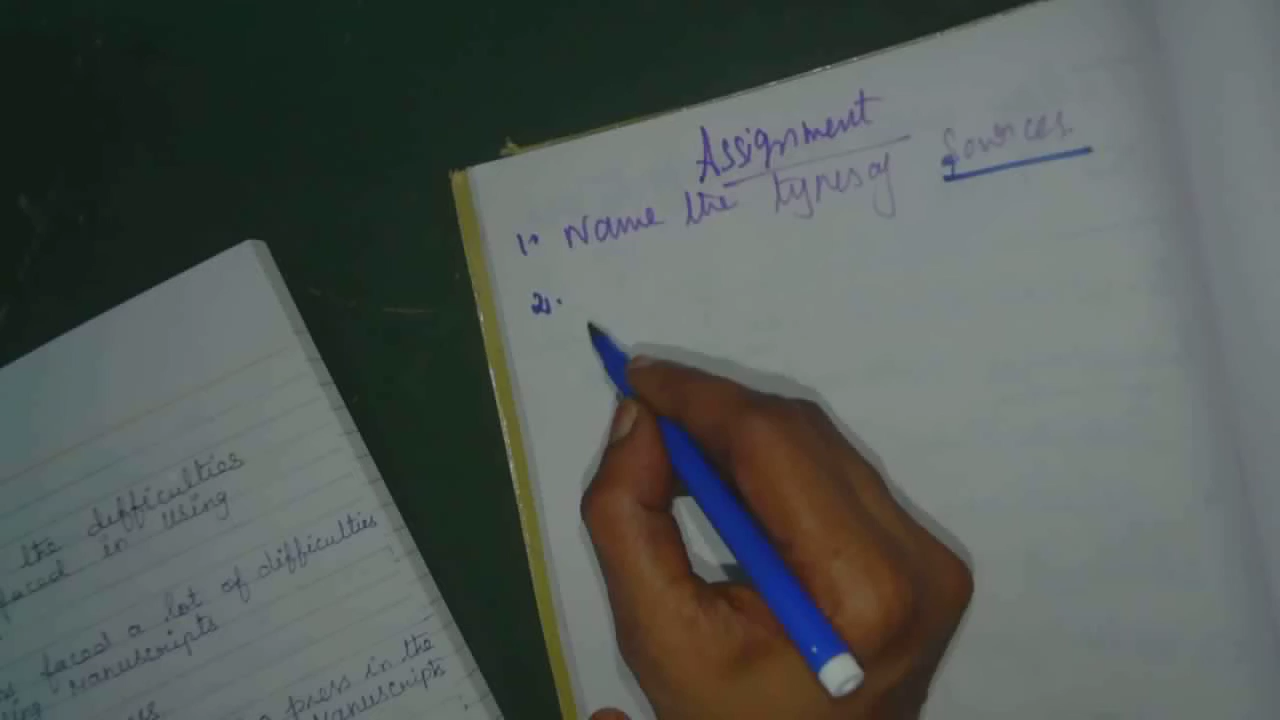 Assignment
1. Name the types of Sources.
2.
the difficulties
faced in using
faced a lot of difficulties
manuscripts
press in the
Manuscripts